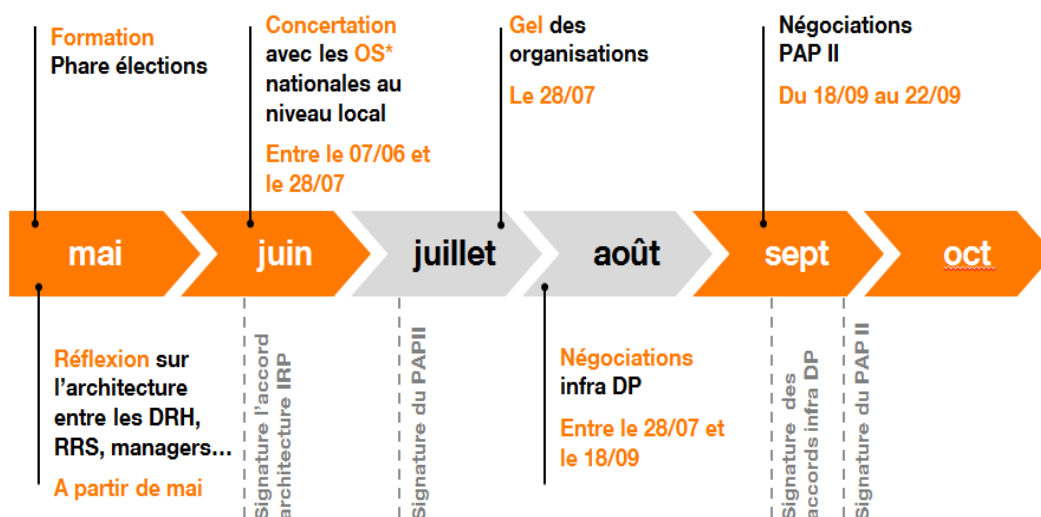 Formation
Phare élections
Concertation
avec les OS*
nationales au
niveau local
Entre le 07/06 et
le 28/07
Gel des
organisations
Le 28/07
Négociations
PAP II
Du 18/09 au 22/09
mai
juin
juillet
août
sept
oct
Réflexion sur
l'architecture
entre les DRH,
RRS, managers...
A partir de mai
Signature l'accord
architecture IRP
Signature du PAPII
Négociations
infra DP
Entre le 28/07 et
le 18/09
Signature des
accords infra DP
Signature du PAP II